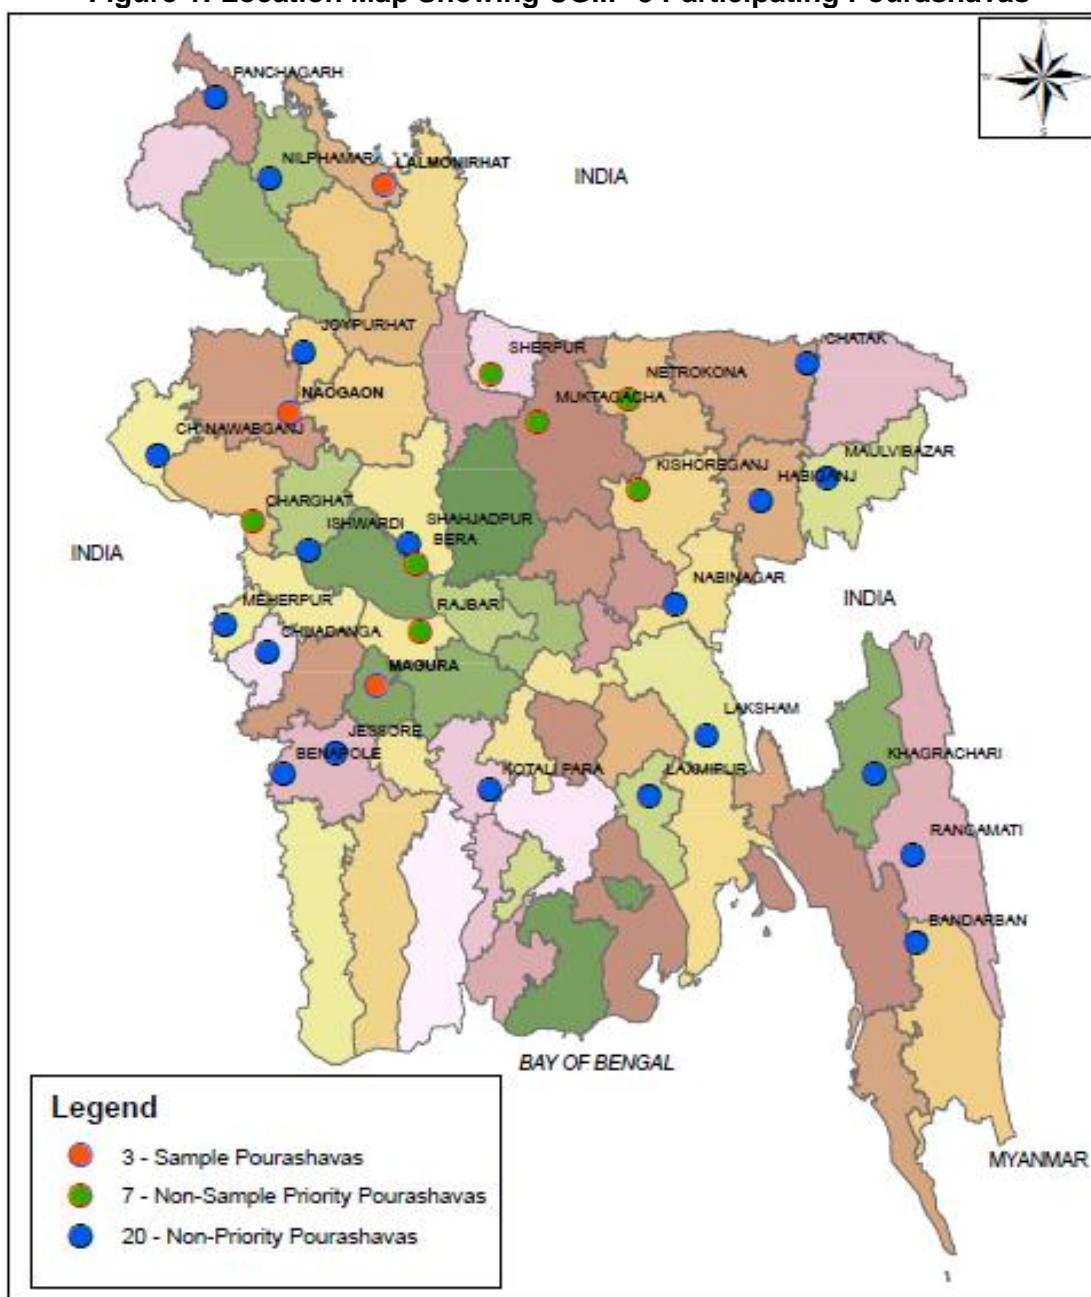 Figure 1: Location Map Showing UGIIP-3 Participating Pourashavas
N
W
S
PANCHAGARH
NILPHAMARI
LALMONIRHAT
INDIA
JOYPURHAT
SHERPUR
CHATAK
NETROKONA
NAOGAON
MUKTAGACHA
CH. NAWABGANJ
MAULVIBAZAR
KISHOREGANJ
HABIGANJ
CHARGHAT
ISHWARDI
SHAHJADPUR
BERA
INDIA
NABINAGAR
INDIA
MEHERPUR
RAJBARI
CHUADANGA
MAGURA
LAKSHAM
JESSORE
BENAPOLE
KHAGRACHARI
KOTALI PARA
LAXMIPUR
RANGAMATI
BANDARBAN
BAY OF BENGAL
MYANMAR
Legend
3 - Sample Pourashavas
7 - Non-Sample Priority Pourashavas
20 - Non-Priority Pourashavas